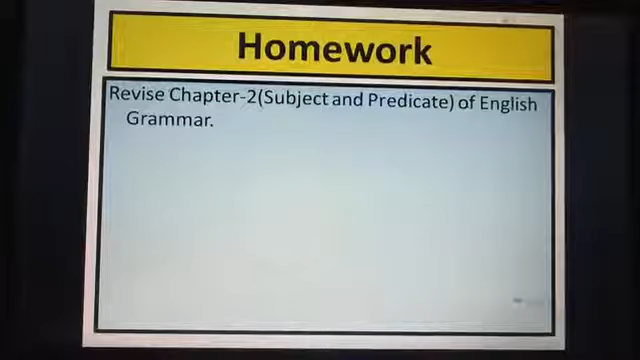 Homework
Revise Chapter-2(Subject and Predicate) of English
Grammar.